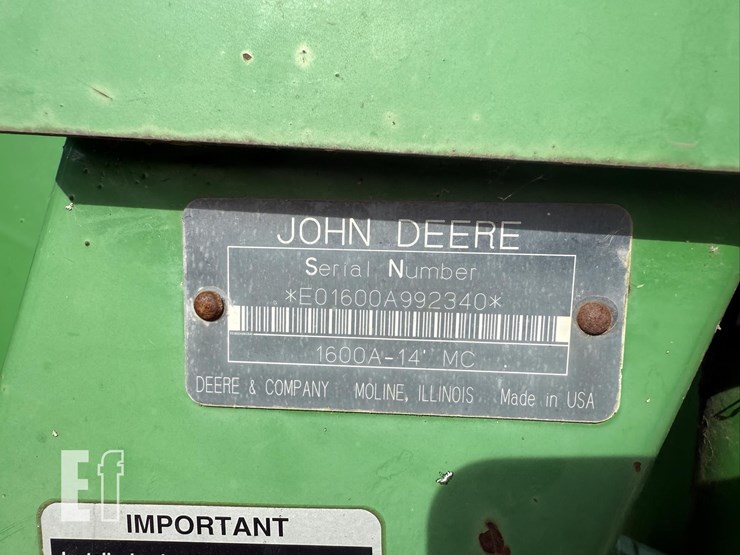 JOHN DEERE
Serial Number
*E01600A992340*
1600A-14' MC
DEERE & COMPANY MOLINE, ILLINOIS Made in USA
Ef
IMPORTANT